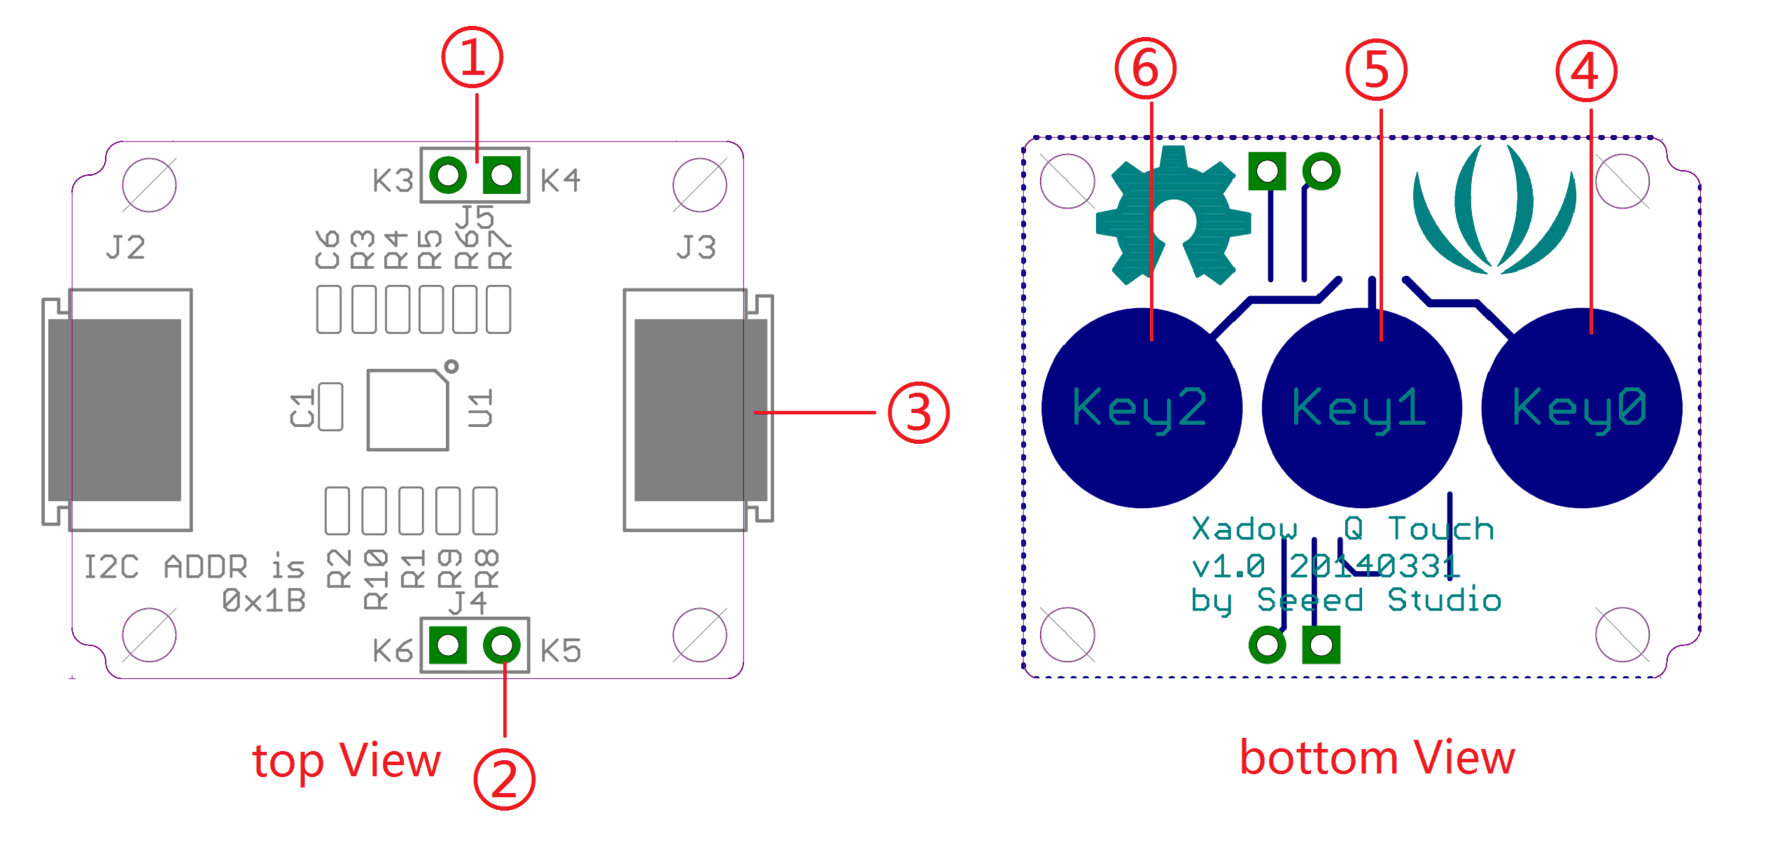 ①
K3
K4
J5
J2
J3
C6
R3
R4
R5
R6
R7
C1
U1
③
I2C ADDR is
0x1B
R2
R10
R1
R9
R8
J4
K6
K5
②
top View
⑥
⑤
④
Key2
Key1
Key0
Xadow Q Touch
v1.0 20140331
by Seeed Studio
bottom View